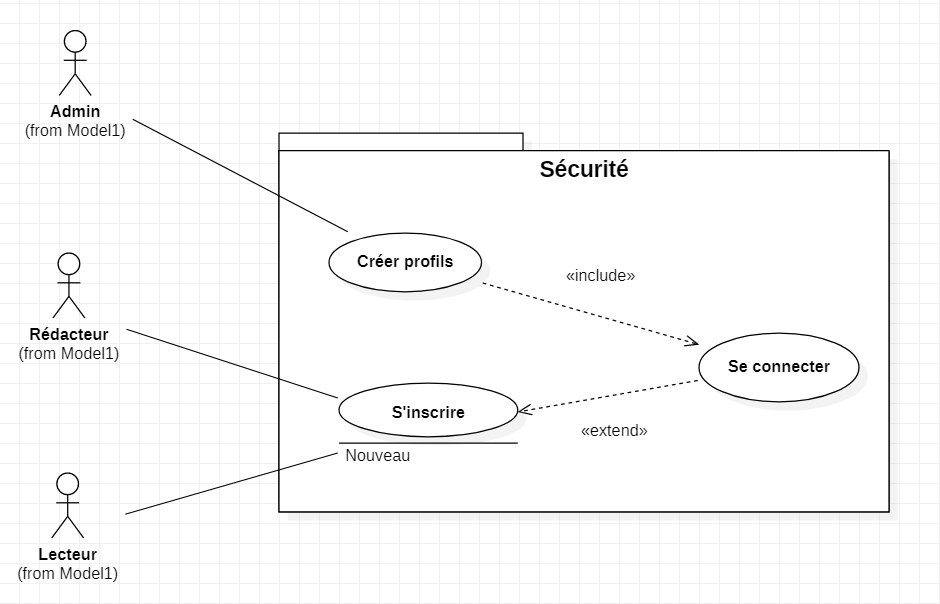 Admin
(from Model1)
Sécurité
Créer profils
«include»
Rédacteur
(from Model1)
Se connecter
S'inscrire
«extend»
Nouveau
Lecteur
(from Model1)